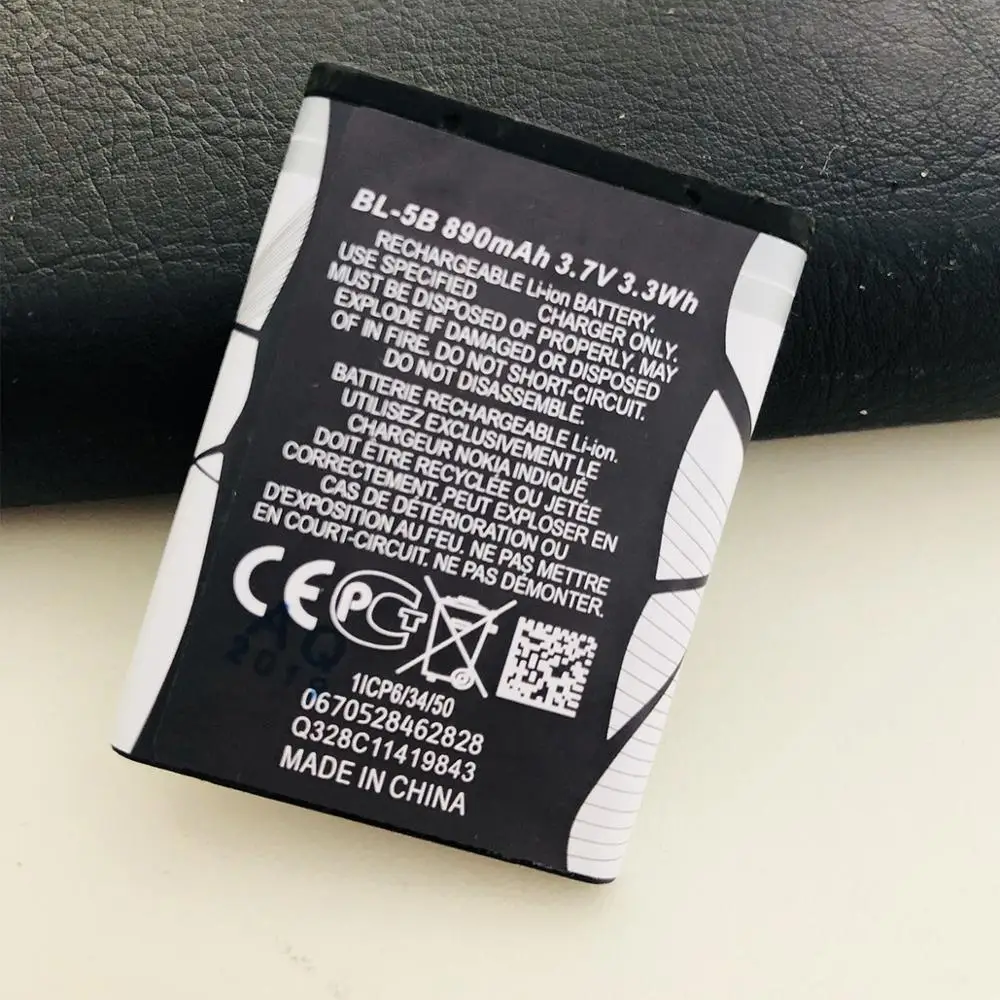 BL-5B 890mAh 3.7V 3.3Wh
RECHARGEABLE Li-ion BATTERY.
USE SPECIFIED CHARGER ONLY.
MUST BE DISPOSED OF PROPERLY. MAY
EXPLODE IF DAMAGED OR DISPOSED
OF IN FIRE. DO NOT SHORT-CIRCUIT.
DO NOT DISASSEMBLE.
BATTERIE RECHARGEABLE Li-ion.
UTILISEZ EXCLUSIVEMENT LE
CHARGEUR NOKIA INDIQUÉ
DOIT ÊTRE RECYCLÉE OU JETÉE
CORRECTEMENT. PEUT EXPLOSER EN
CAS DE DÉTÉRIORATION OU
D'EXPOSITION AU FEU. NE PAS METTRE
EN COURT-CIRCUIT. NE PAS DÉMONTER.
CE PCT
AQ
1ICP6/34/50
0670528462828
Q328C11419843
MADE IN CHINA